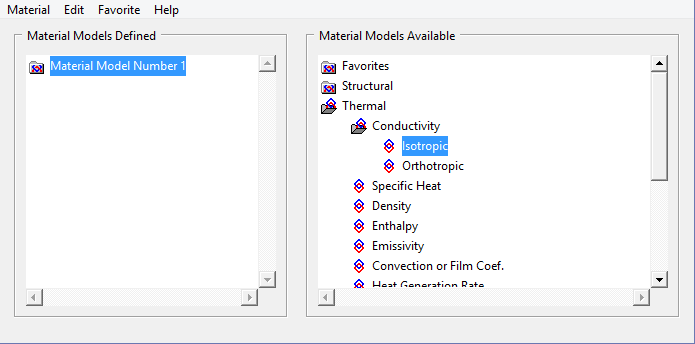 Material Edit Favorite Help
Material Models Defined
Material Model Number 1
Material Models Available
Favorites
Structural
Thermal
Conductivity
Isotropic
Orthotropic
Specific Heat
Density
Enthalpy
Emissivity
Convection or Film Coef.
Heat Generation Rate